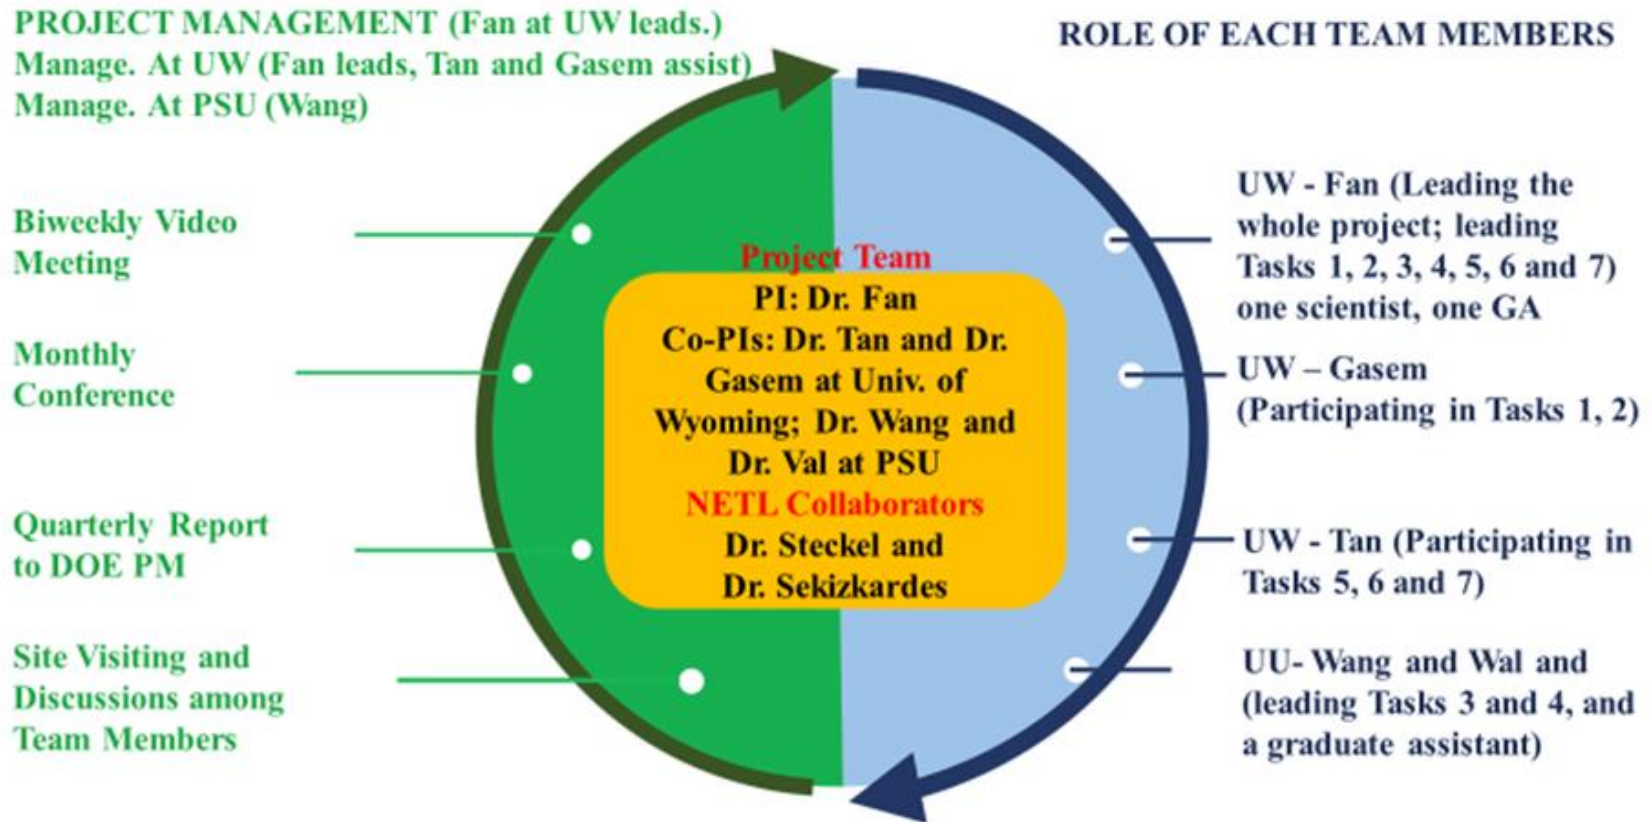 PROJECT MANAGEMENT (Fan at UW leads.)
Manage. At UW (Fan leads, Tan and Gasem assist)
Manage. At PSU (Wang)
Biweekly Video
Meeting
Monthly
Conference
Quarterly Report
to DOE PM
Site Visiting and
Discussions among
Team Members
Project Team
PI: Dr. Fan
Co-PIs: Dr. Tan and Dr.
Gasem at Univ. of
Wyoming; Dr. Wang and
Dr. Val at PSU
NETL Collaborators
Dr. Steckel and
Dr. Sekizkardes
ROLE OF EACH TEAM MEMBERS
UW - Fan (Leading the
whole project; leading
Tasks 1, 2, 3, 4, 5, 6 and 7)
one scientist, one GA
UW – Gasem
(Participating in Tasks 1, 2)
UW - Tan (Participating in
Tasks 5, 6 and 7)
UU- Wang and Wal and
(leading Tasks 3 and 4, and
a graduate assistant)